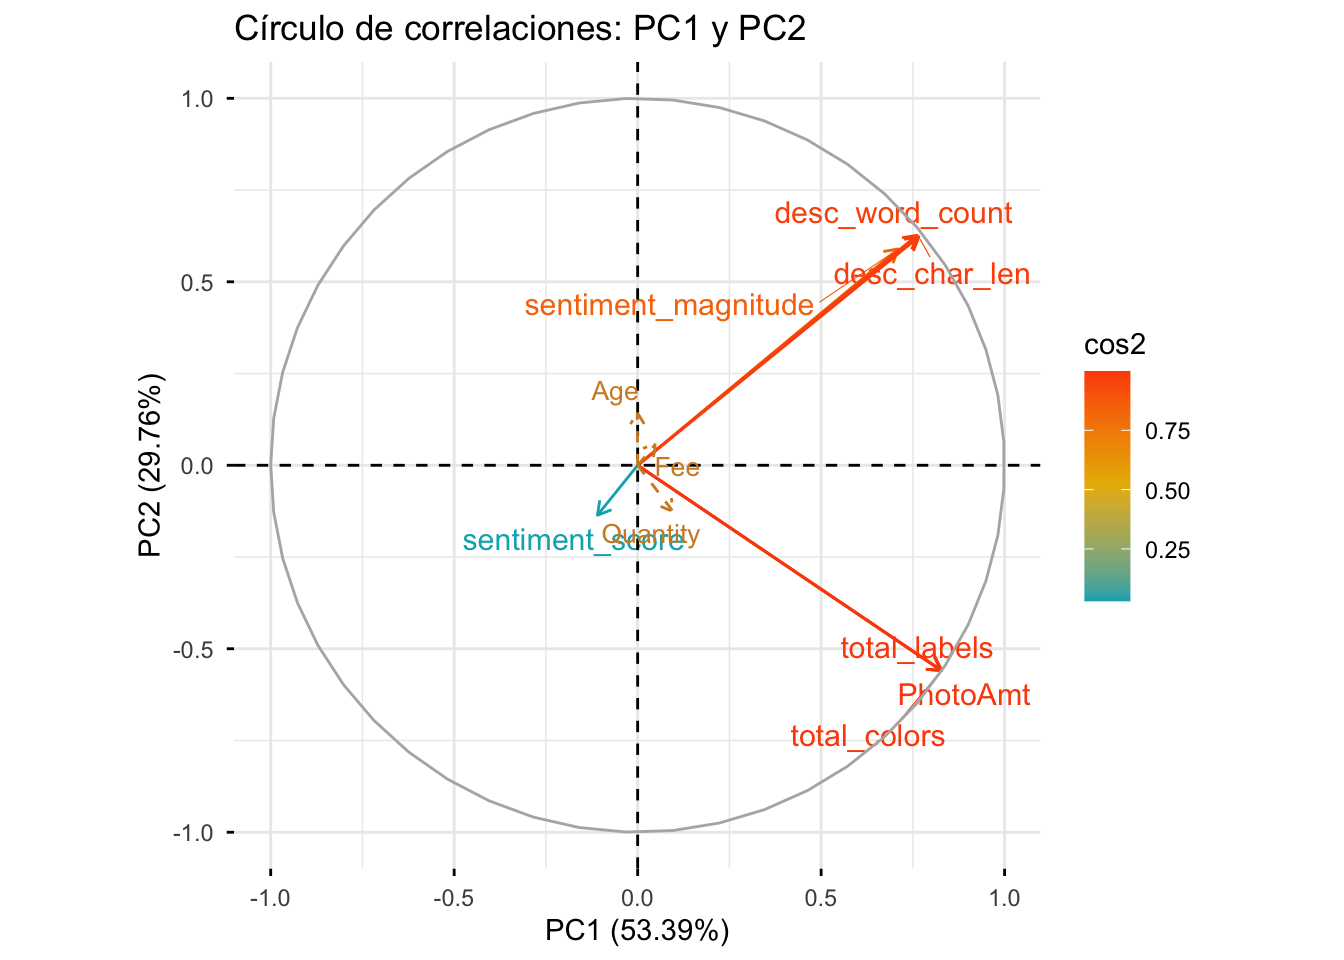 Círculo de correlaciones: PC1 y PC2
1.0
0.5
0.0
-0.5
-1.0
PC2 (29.76%)
desc_word_count
desc_char_len
sentiment_magnitude
Age
Fee
Quantity
sentiment_score
total_labels
PhotoAmt
total_colors
-1.0
-0.5
0.0
0.5
1.0
PC1 (53.39%)
cos2
0.75
0.50
0.25